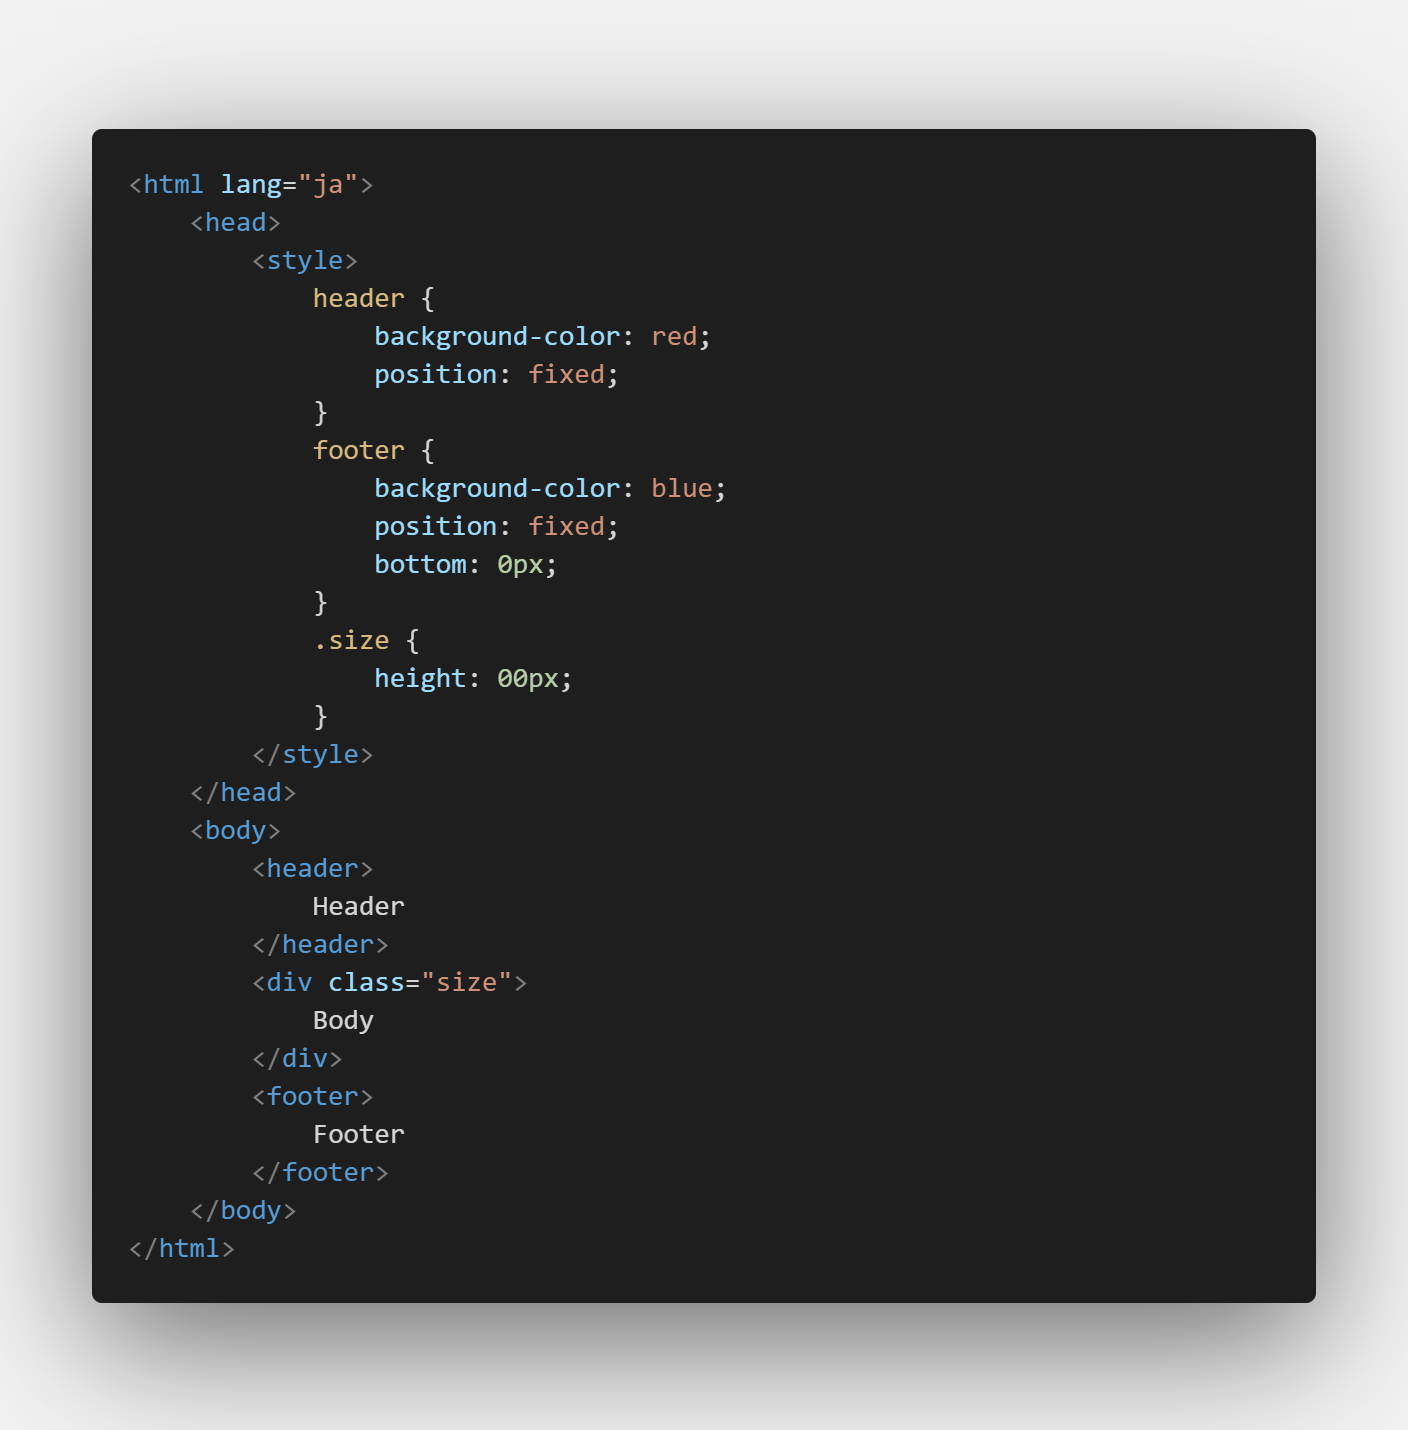 <html lang="ja">
    <head>
        <style>
            header {
                background-color: red;
                position: fixed;
            }
            footer {
                background-color: blue;
                position: fixed;
                bottom: 0px;
            }
            .size {
                height: 00px;
            }
        </style>
    </head>
    <body>
        <header>
            Header
        </header>
        <div class="size">
            Body
        </div>
        <footer>
            Footer
        </footer>
    </body>
</html>